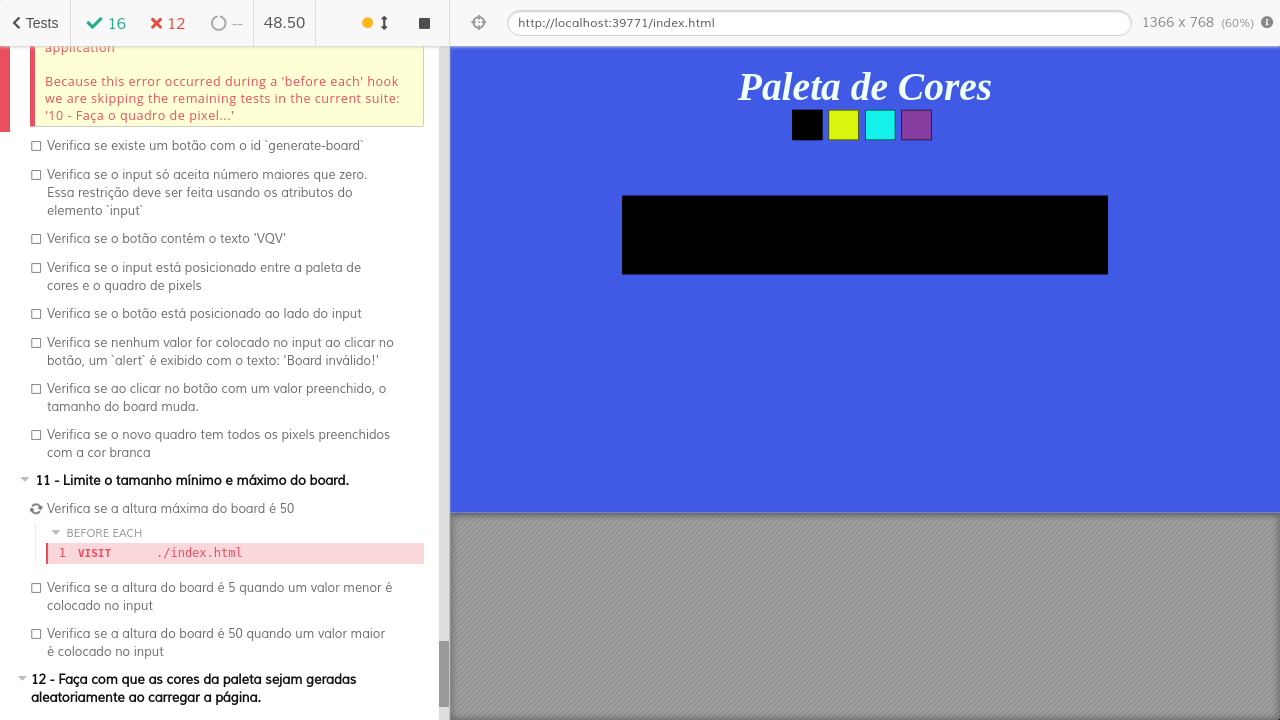 Tests
16
12
--
48.50
http://localhost:39771/index.html
1366 x 768 (60%)
application
Because this error occurred during a 'before each' hook
we are skipping the remaining tests in the current suite:
'10 - Faça o quadro de pixel...'
Verifica se existe um botão com o id `generate-board`
Verifica se o input só aceita número maiores que zero.
Essa restrição deve ser feita usando os atributos do
elemento `input`
Verifica se o botão contém o texto 'VQV'
Verifica se o input está posicionado entre a paleta de
cores e o quadro de pixels
Verifica se o botão está posicionado ao lado do input
Verifica se nenhum valor for colocado no input ao clicar no
botão, um `alert` é exibido com o texto: 'Board inválido!'
Verifica se ao clicar no botão com um valor preenchido, o
tamanho do board muda.
Verifica se o novo quadro tem todos os pixels preenchidos
com a cor branca
11 - Limite o tamanho mínimo e máximo do board.
Verifica se a altura máxima do board é 50
BEFORE EACH
1 VISIT ./index.html
Verifica se a altura do board é 5 quando um valor menor é
colocado no input
Verifica se a altura do board é 50 quando um valor maior
é colocado no input
12 - Faça com que as cores da paleta sejam geradas
aleatoriamente ao carregar a página.
Paleta de Cores